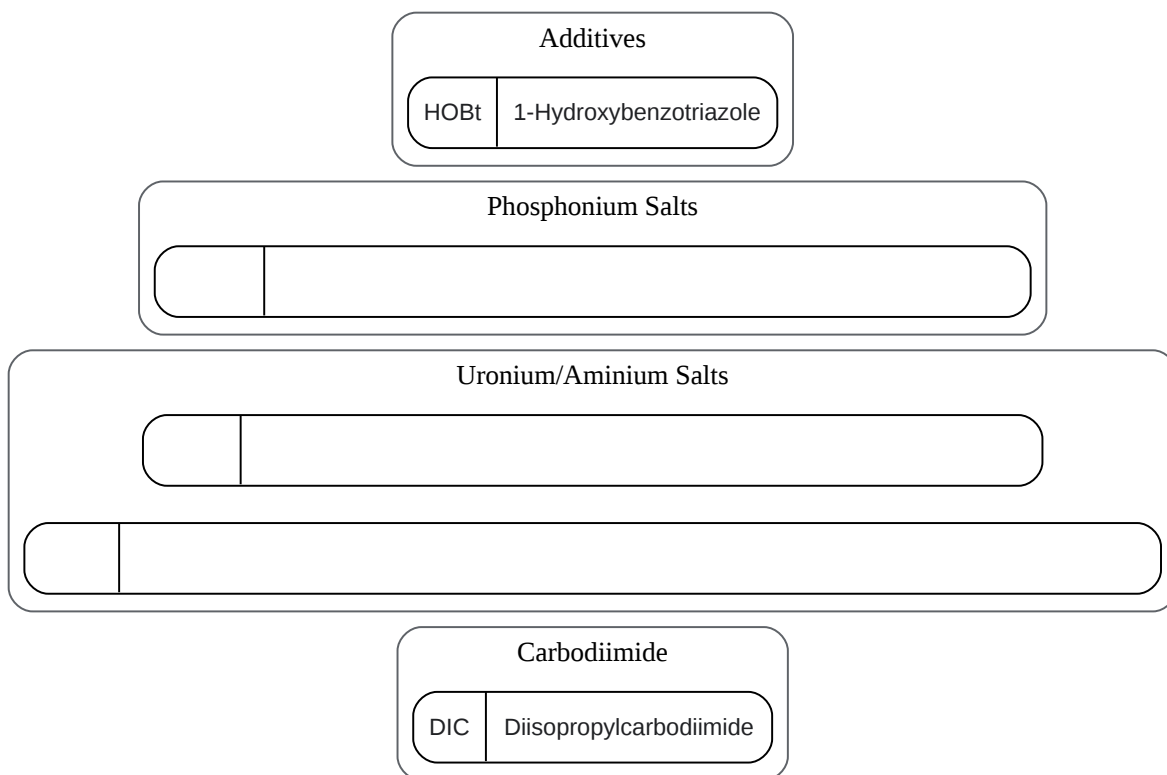 Additives
HOBt 1-Hydroxybenzotriazole
Phosphonium Salts
Uronium/Aminium Salts
Carbodiimide
DIC Diisopropylcarbodiimide